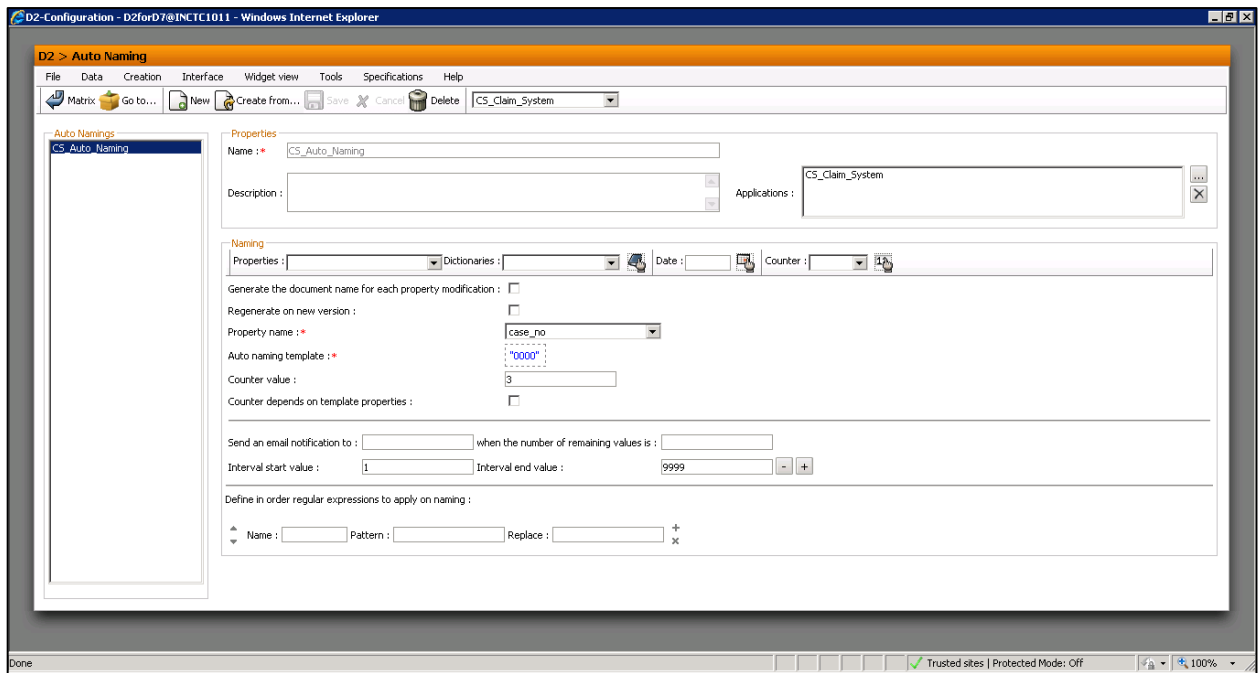 D2-Configuration - D2forD7@INCTC1011 - Windows Internet Explorer
D2 > Auto Naming
File Data Creation Interface Widget view Tools Specifications Help
Matrix Go to... New Create from... Save Cancel Delete CS_Claim_System
Auto Namings
CS_Auto_Naming
Properties
Name :* CS_Auto_Naming
Description :
Applications : CS_Claim_System
...
Naming
Properties : Dictionaries : Date : Counter :
Generate the document name for each property modification :
Regenerate on new version :
Property name :* case_no
Auto naming template :* "0000"
Counter value : 3
Counter depends on template properties :
Send an email notification to : when the number of remaining values is :
Interval start value : 1 Interval end value : 9999 - +
Define in order regular expressions to apply on naming :
Name : Pattern : Replace :
Done Trusted sites | Protected Mode: Off 100%